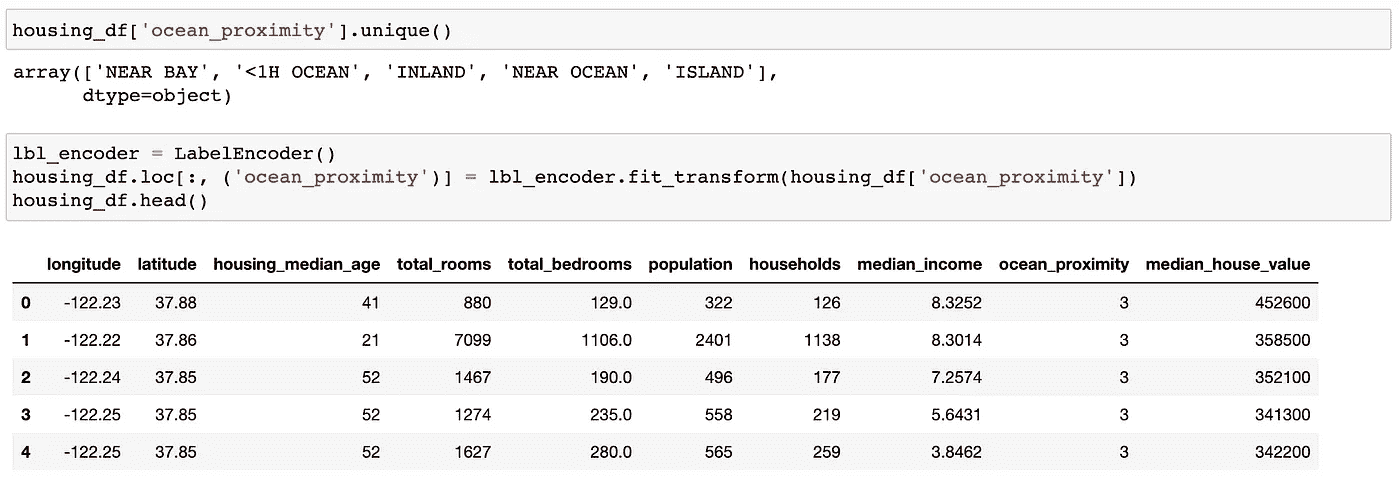 housing_df['ocean_proximity'].unique()
array(['NEAR BAY', '<1H OCEAN', 'INLAND', 'NEAR OCEAN', 'ISLAND'],
dtype=object)
lbl_encoder = LabelEncoder()
housing_df.loc[:, ('ocean_proximity')] = lbl_encoder.fit_transform(housing_df['ocean_proximity'])
housing_df.head()
longitude latitude housing_median_age total_rooms total_bedrooms population households median_income ocean_proximity median_house_value
0 -122.23 37.88 41 880 129.0 322 126 8.3252 3 452600
1 -122.22 37.86 21 7099 1106.0 2401 1138 8.3014 3 358500
2 -122.24 37.85 52 1467 190.0 496 177 7.2574 3 352100
3 -122.25 37.85 52 1274 235.0 558 219 5.6431 3 341300
4 -122.25 37.85 52 1627 280.0 565 259 3.8462 3 342200